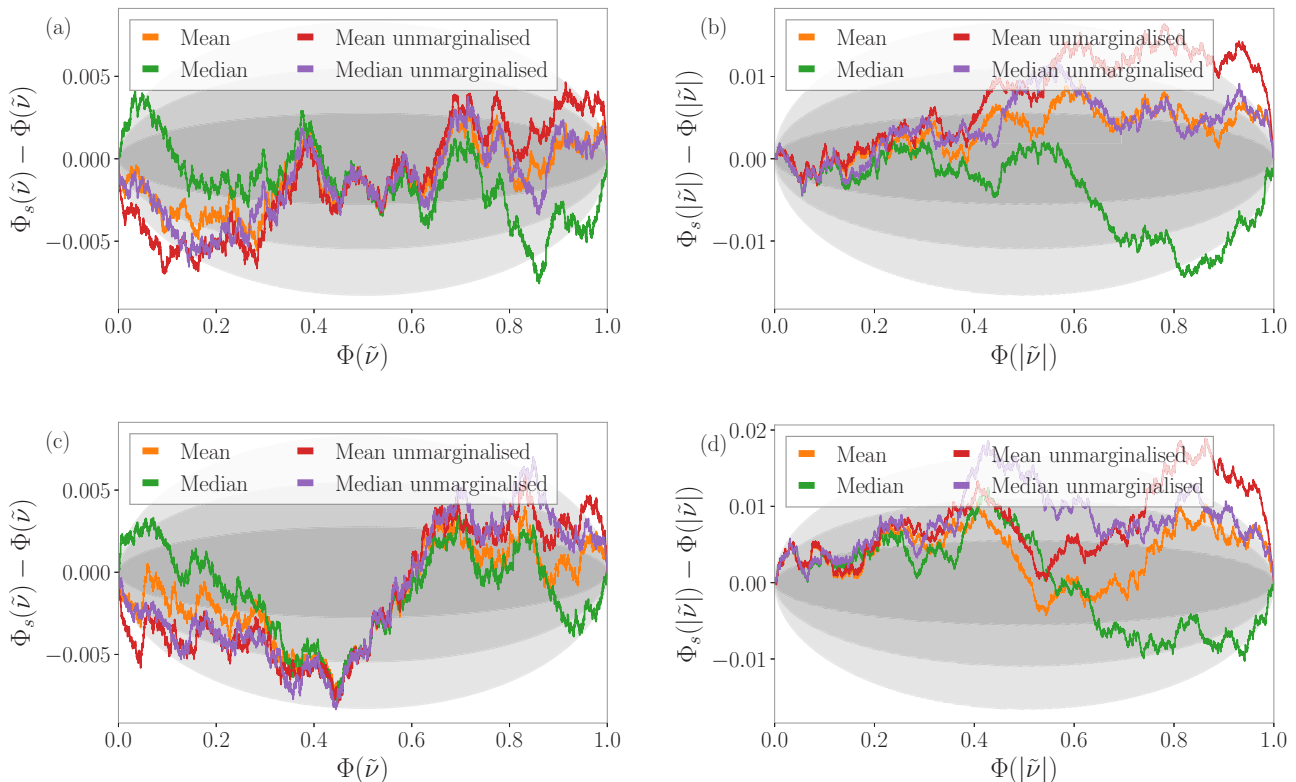 (a)
Mean
Mean unmarginalised
Median
Median unmarginalised
0.005
0.000
−0.005
Φ_s(ν̃) − Φ(ν̃)
0.0 0.2 0.4 0.6 0.8 1.0
Φ(ν̃)
(b)
Mean
Mean unmarginalised
Median
Median unmarginalised
0.01
0.00
−0.01
Φ_s(|ν̃|) − Φ(|ν̃|)
0.0 0.2 0.4 0.6 0.8 1.0
Φ(|ν̃|)
(c)
Mean
Mean unmarginalised
Median
Median unmarginalised
0.005
0.000
−0.005
Φ_s(ν̃) − Φ(ν̃)
0.0 0.2 0.4 0.6 0.8 1.0
Φ(ν̃)
(d)
Mean
Mean unmarginalised
Median
Median unmarginalised
0.02
0.01
0.00
−0.01
Φ_s(|ν̃|) − Φ(|ν̃|)
0.0 0.2 0.4 0.6 0.8 1.0
Φ(|ν̃|)